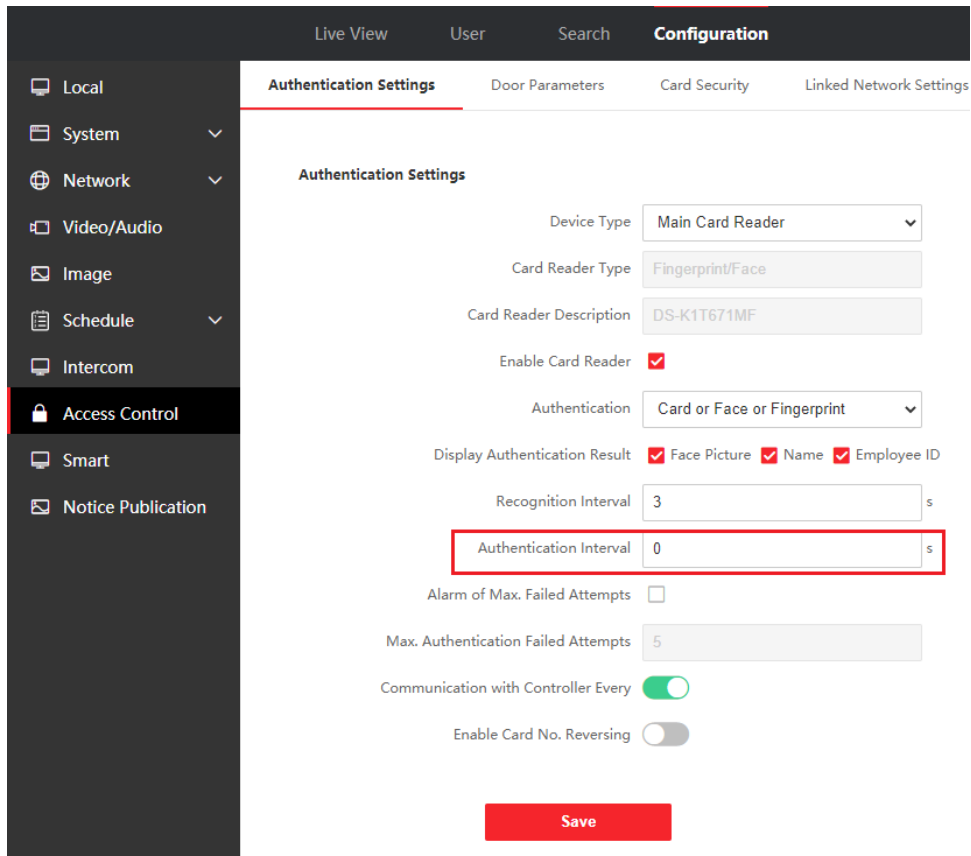 Live View User Search Configuration
Local
System
Network
Video/Audio
Image
Schedule
Intercom
Access Control
Smart
Notice Publication
Authentication Settings Door Parameters Card Security Linked Network Settings
Authentication Settings
Device Type Main Card Reader
Card Reader Type Fingerprint/Face
Card Reader Description DS-K1T671MF
Enable Card Reader
Authentication Card or Face or Fingerprint
Display Authentication Result Face Picture Name Employee ID
Recognition Interval 3 s
Authentication Interval 0 s
Alarm of Max. Failed Attempts
Max. Authentication Failed Attempts 5
Communication with Controller Every
Enable Card No. Reversing
Save